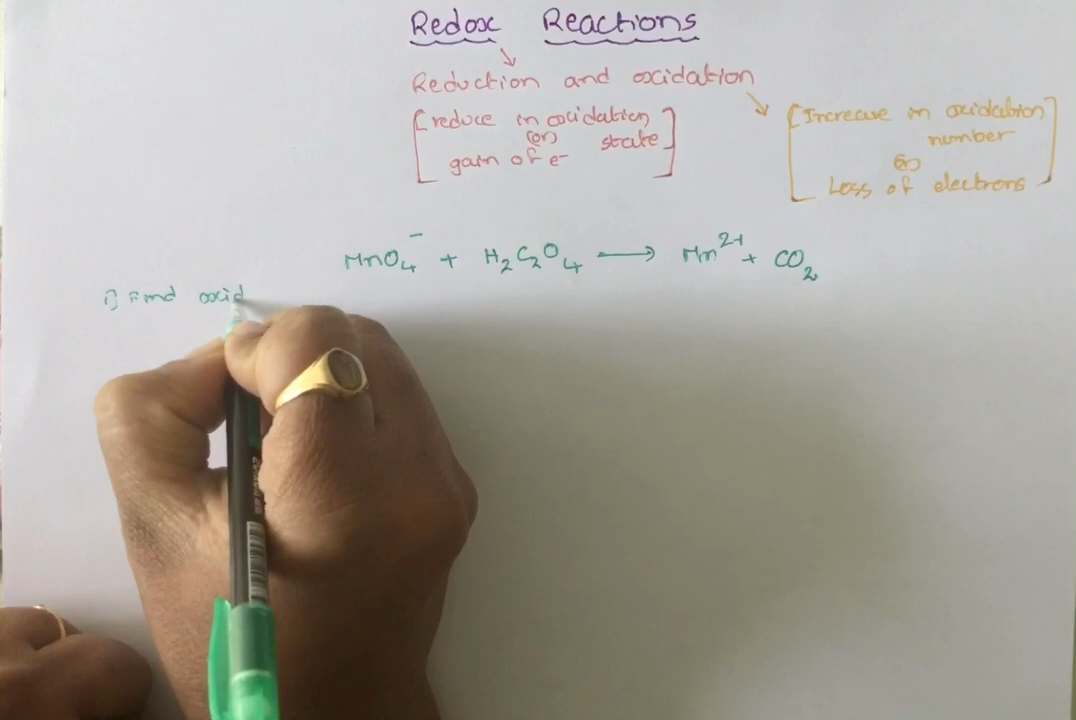 Redox Reactions
Reduction and oxidation
[reduce in oxidation
(or) state]
gain of e-
[Increase in oxidation
number
(or)
Loss of electrons]
MnO₄⁻ + H₂C₂O₄ ⟶ Mn²⁺ + CO₂
1) Find oxid